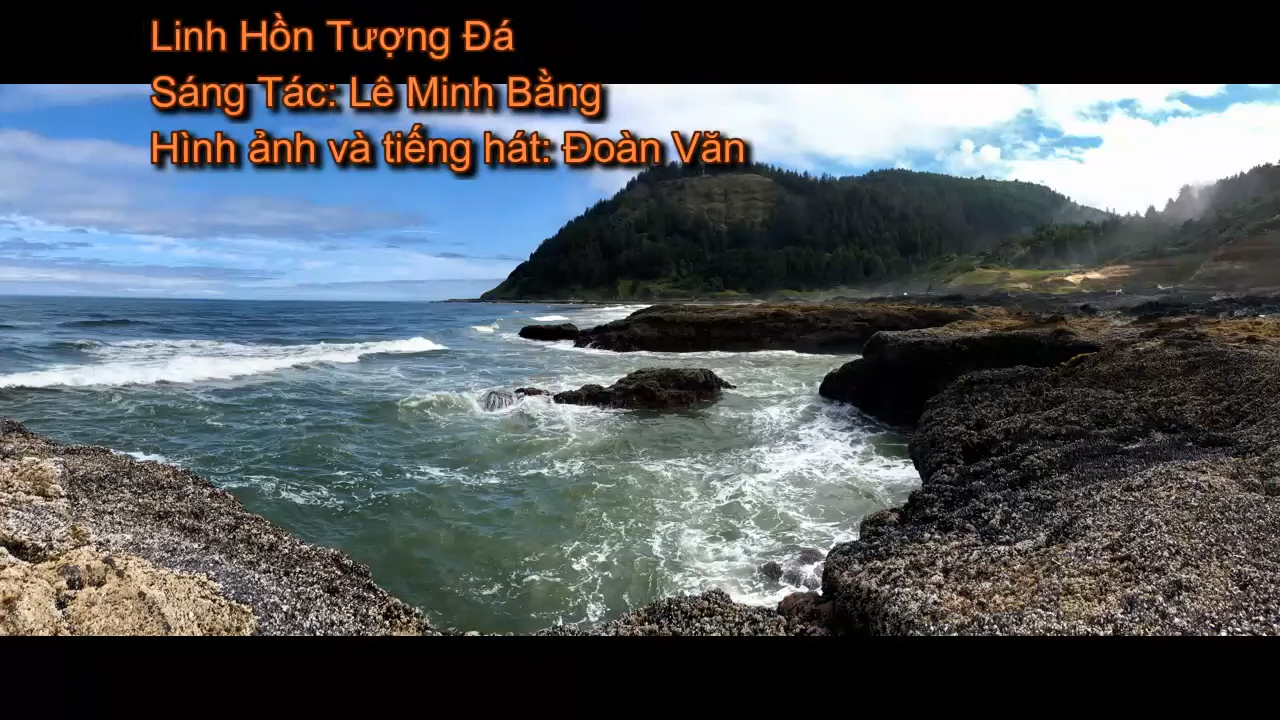 Linh Hồn Tượng Đá
Sáng Tác: Lê Minh Bằng
Hình ảnh và tiếng hát: Đoàn Văn